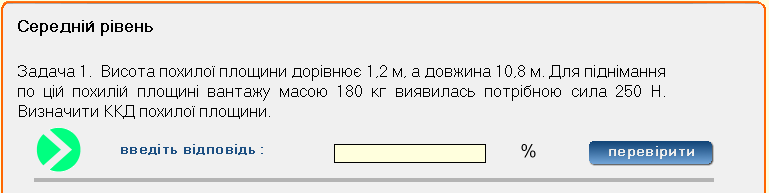 Середній рівень
Задача 1. Висота похилої площини дорівнює 1,2 м, а довжина 10,8 м. Для піднімання
по цій похилій площині вантажу масою 180 кг виявилась потрібною сила 250 Н.
Визначити ККД похилої площини.
введіть відповідь : % перевірити